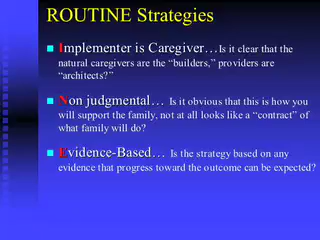 ROUTINE Strategies
Implementer is Caregiver…Is it clear that the
natural caregivers are the “builders,” providers are
“architects?”
Non judgmental… Is it obvious that this is how you
will support the family, not at all looks like a “contract” of
what family will do?
Evidence-Based… Is the strategy based on any
evidence that progress toward the outcome can be expected?